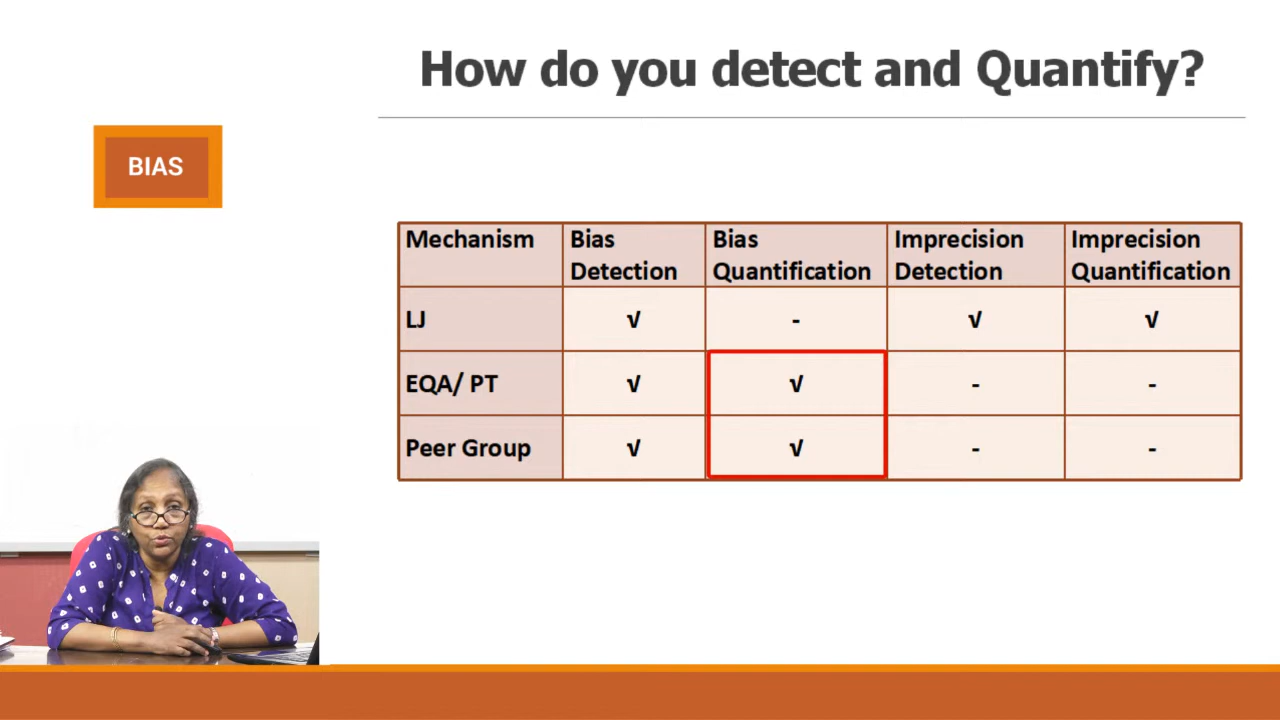 How do you detect and Quantify?
BIAS
Mechanism Bias Detection Bias Quantification Imprecision Detection Imprecision Quantification
LJ √ - √ √
EQA/ PT √ √ - -
Peer Group √ √ - -